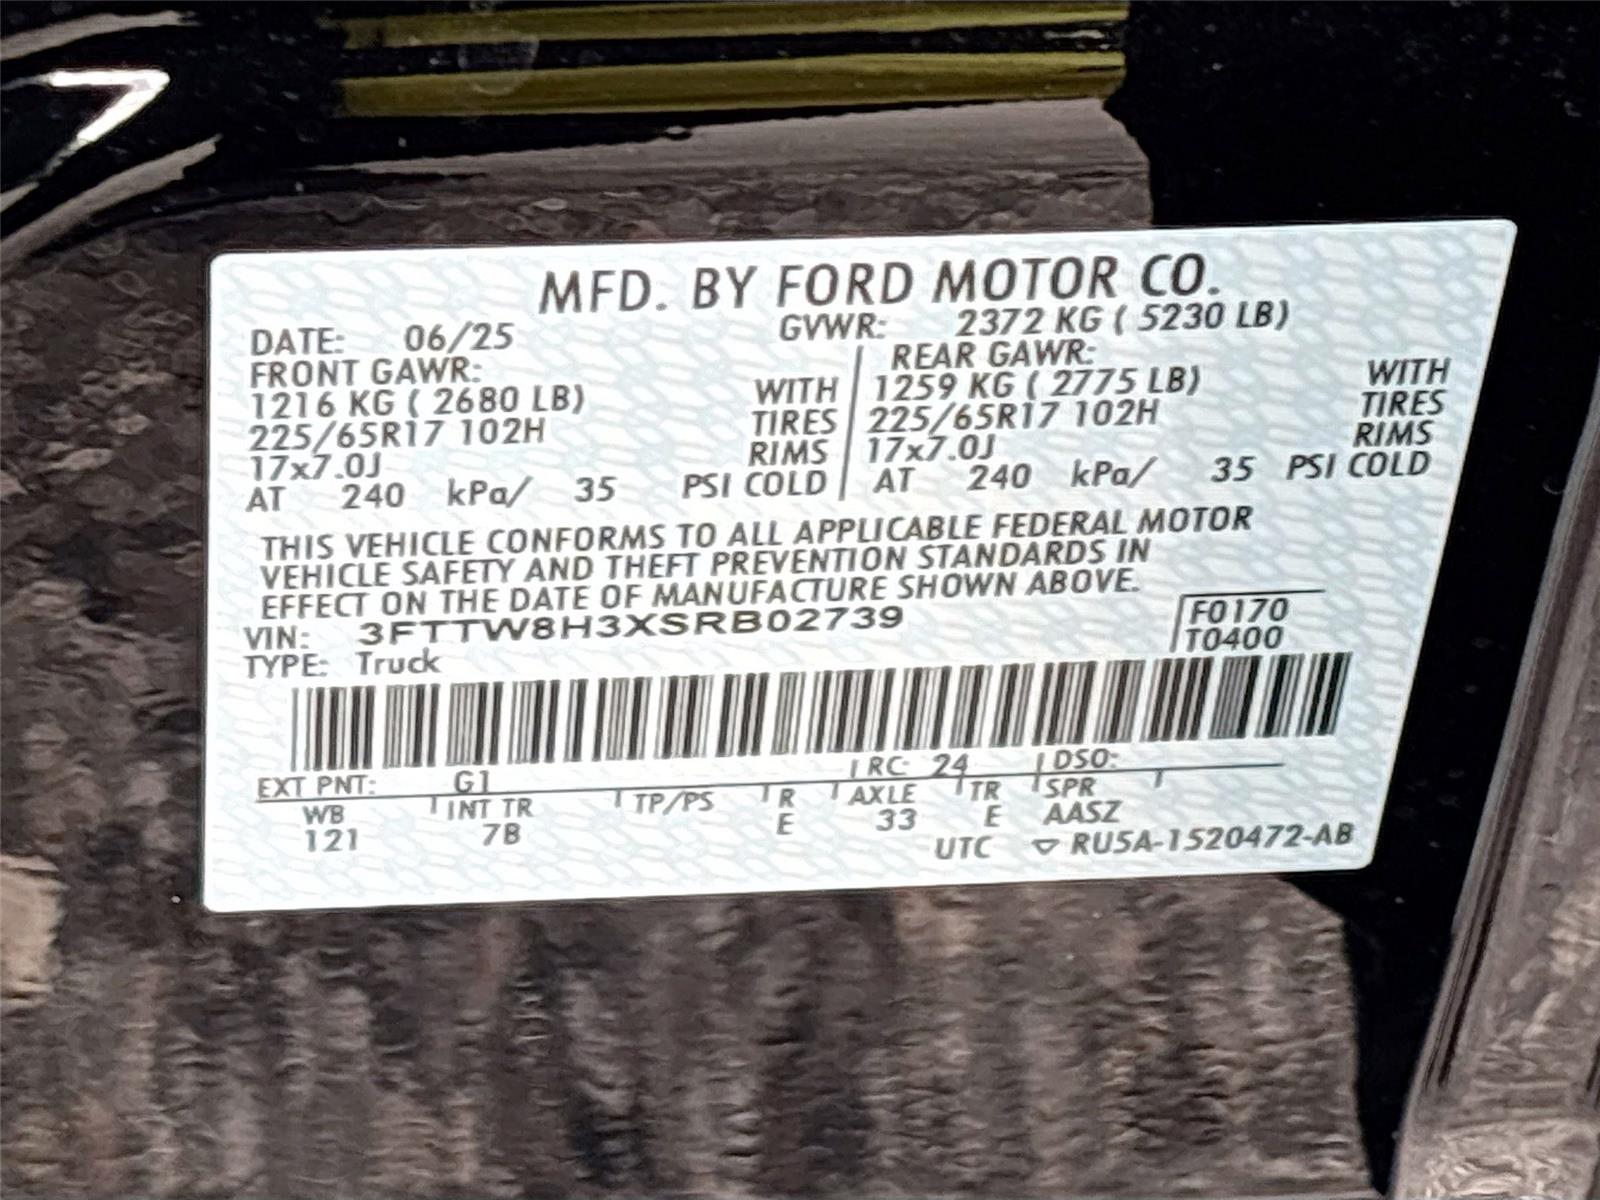 MFD. BY FORD MOTOR CO.
DATE: 06/25 GVWR: 2372 KG ( 5230 LB)
FRONT GAWR: REAR GAWR:
1216 KG ( 2680 LB) WITH 1259 KG ( 2775 LB) WITH
225/65R17 102H TIRES 225/65R17 102H TIRES
17x7.0J RIMS 17x7.0J RIMS
AT 240 kPa/ 35 PSI COLD AT 240 kPa/ 35 PSI COLD
THIS VEHICLE CONFORMS TO ALL APPLICABLE FEDERAL MOTOR
VEHICLE SAFETY AND THEFT PREVENTION STANDARDS IN
EFFECT ON THE DATE OF MANUFACTURE SHOWN ABOVE.
VIN: 3FTTW8H3XSRB02739 F0170
TYPE: Truck T0400
EXT PNT: G1 RC: 24 DSO:
WB INT TR TP/PS R AXLE TR SPR
121 7B E 33 E AASZ
UTC ▽ RU5A-1520472-AB